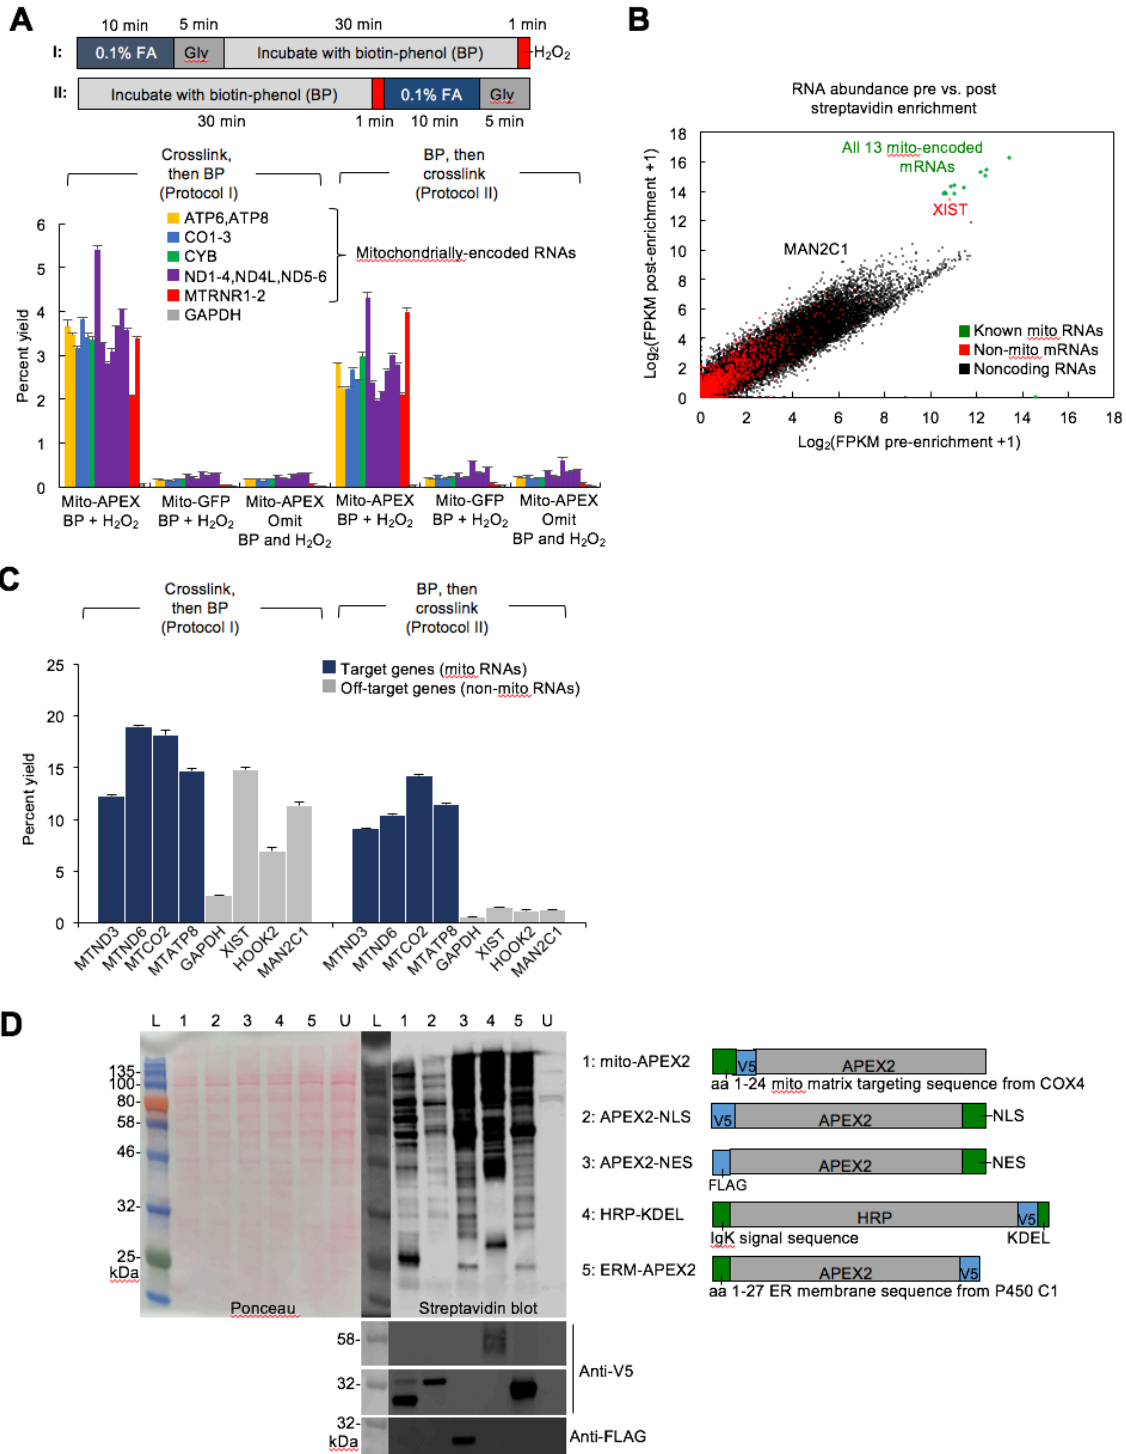 A
10 min 5 min 30 min 1 min
I: 0.1% FA Gly Incubate with biotin-phenol (BP) H2O2
II: Incubate with biotin-phenol (BP) 0.1% FA Gly
30 min 1 min 10 min 5 min
Crosslink,
then BP
(Protocol I)
BP, then
crosslink
(Protocol II)
ATP6,ATP8
CO1-3
CYB
ND1-4,ND4L,ND5-6
MTRNR1-2
GAPDH
Mitochondrially-encoded RNAs
Percent yield
6
5
4
3
2
1
0
Mito-APEX
BP + H2O2
Mito-GFP
BP + H2O2
Mito-APEX
Omit
BP and H2O2
Mito-APEX
BP + H2O2
Mito-GFP
BP + H2O2
Mito-APEX
Omit
BP and H2O2
B
RNA abundance pre vs. post
streptavidin enrichment
Log2(FPKM post-enrichment +1)
18
16
14
12
10
8
6
4
2
0
All 13 mito-encoded
mRNAs
XIST
MAN2C1
Known mito RNAs
Non-mito mRNAs
Noncoding RNAs
0 2 4 6 8 10 12 14 16 18
Log2(FPKM pre-enrichment +1)
C
Crosslink,
then BP
(Protocol I)
BP, then
crosslink
(Protocol II)
Target genes (mito RNAs)
Off-target genes (non-mito RNAs)
Percent yield
25
20
15
10
5
0
MTND3 MTND6 MTCO2 MTATP8 GAPDH XIST HOOK2 MAN2C1 MTND3 MTND6 MTCO2 MTATP8 GAPDH XIST HOOK2 MAN2C1
D
L 1 2 3 4 5 U L 1 2 3 4 5 U
135-
100-
80-
58-
46-
32-
25-
kDa
Ponceau
Streptavidin blot
58-
32-
Anti-V5
32-
kDa
Anti-FLAG
1: mito-APEX2 V5 APEX2
aa 1-24 mito matrix targeting sequence from COX4
2: APEX2-NLS V5 APEX2 NLS
3: APEX2-NES APEX2 NES
FLAG
4: HRP-KDEL HRP V5
IgK signal sequence KDEL
5: ERM-APEX2 APEX2 V5
aa 1-27 ER membrane sequence from P450 C1